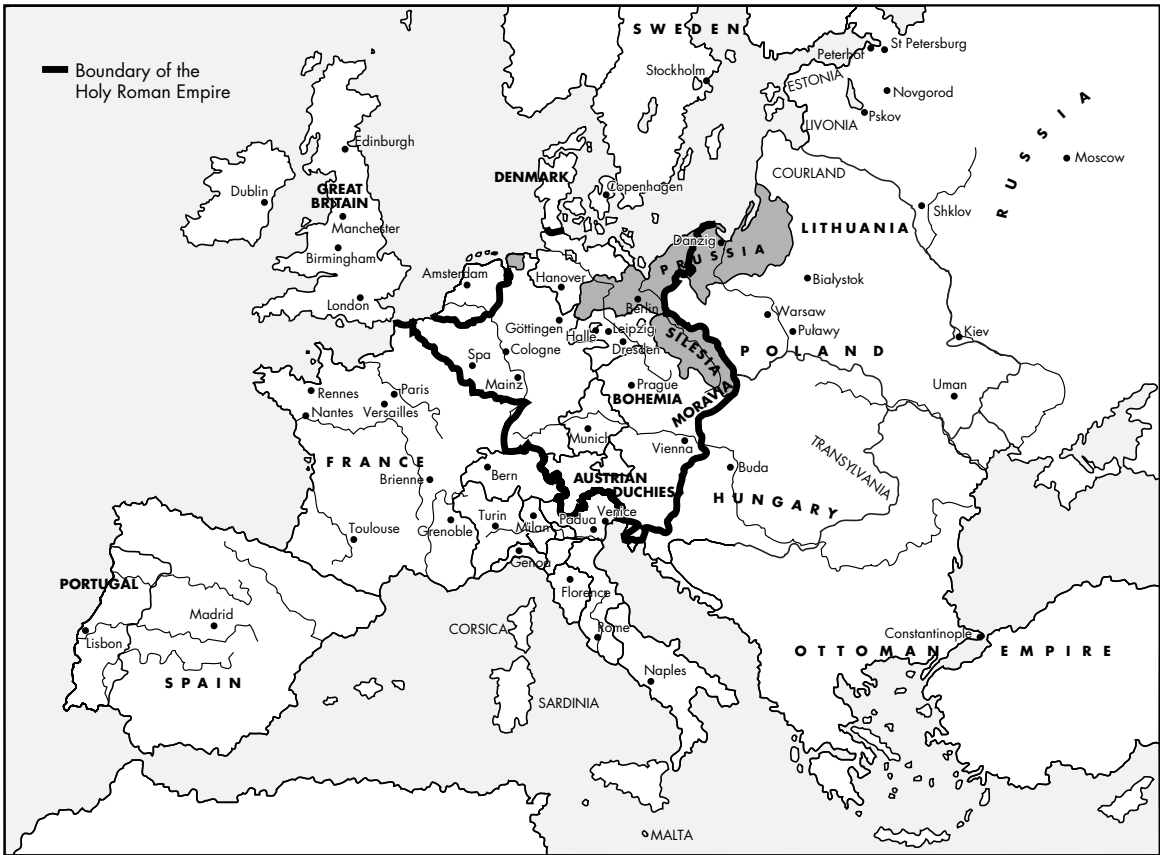 Boundary of the
Holy Roman Empire
SWEDEN
Stockholm
St Petersburg
Peterhof
ESTONIA
Novgorod
LIVONIA
Pskov
RUSSIA
Moscow
Edinburgh
Dublin
GREAT
BRITAIN
Manchester
Birmingham
London
DENMARK
Copenhagen
COURLAND
LITHUANIA
Shklov
Danzig
PRUSSIA
Bialystok
Amsterdam
Hanover
Berlin
Warsaw
Puławy
Kiev
Göttingen
Halle
Leipzig
Dresden
SILESIA
POLAND
Spa
Cologne
Mainz
Prague
BOHEMIA
MORAVIA
Uman
Rennes
Paris
Nantes
Versailles
Munich
Vienna
Buda
TRANSYLVANIA
FRANCE
Brienne
Bern
AUSTRIAN
DUCHIES
HUNGARY
Toulouse
Grenoble
Turin
Milan
Padua
Venice
Genoa
Florence
PORTUGAL
Lisbon
Madrid
SPAIN
CORSICA
Rome
SARDINIA
Naples
Constantinople
OTTOMAN EMPIRE
MALTA